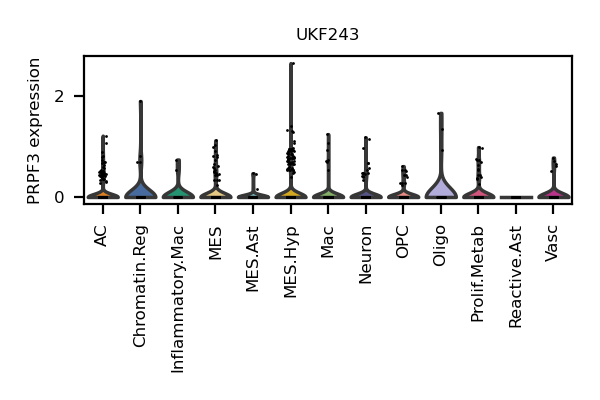 UKF243
PRPF3 expression
2
0
AC
Chromatin.Reg
Inflammatory.Mac
MES
MES.Ast
MES.Hyp
Mac
Neuron
OPC
Oligo
Prolif.Metab
Reactive.Ast
Vasc